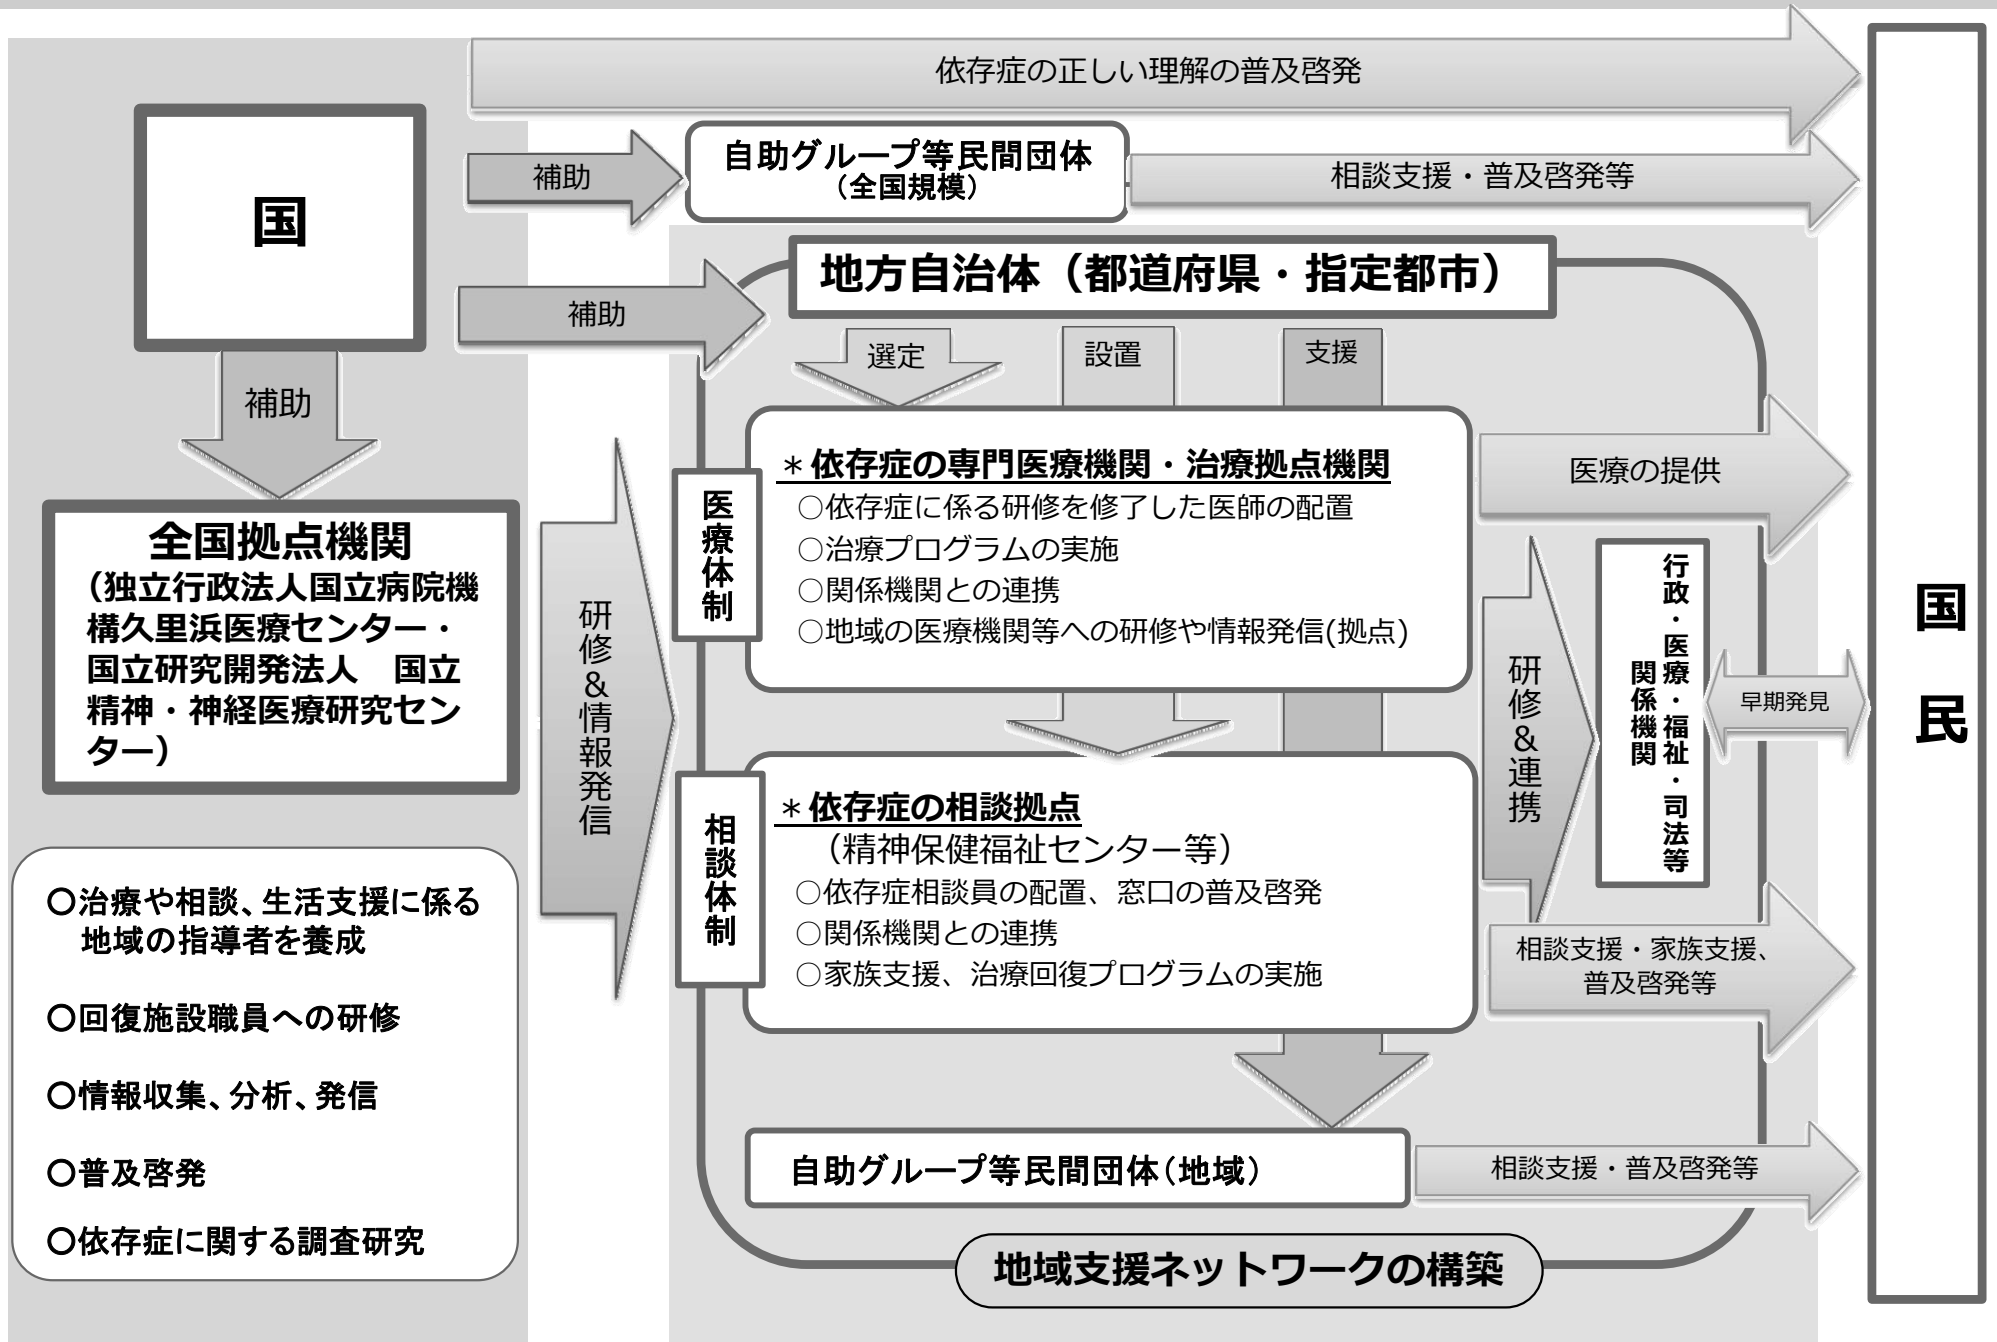 依存症の正しい理解の普及啓発
国
補助
自助グループ等民間団体
（全国規模）
相談支援・普及啓発等
補助
地方自治体（都道府県・指定都市）
補助
選定
設置
支援
全国拠点機関
（独立行政法人国立病院機
構久里浜医療センター・
国立研究開発法人　国立
精神・神経医療研究セン
ター）
研修&情報発信
医療体制
＊依存症の専門医療機関・治療拠点機関
○依存症に係る研修を修了した医師の配置
○治療プログラムの実施
○関係機関との連携
○地域の医療機関等への研修や情報発信(拠点)
医療の提供
研修&連携
行政・医療・福祉・司法等
関係機関
早期発見
国民
相談体制
＊依存症の相談拠点
（精神保健福祉センター等）
○依存症相談員の配置、窓口の普及啓発
○関係機関との連携
○家族支援、治療回復プログラムの実施
相談支援・家族支援、
普及啓発等
○治療や相談、生活支援に係る
地域の指導者を養成
○回復施設職員への研修
○情報収集、分析、発信
○普及啓発
○依存症に関する調査研究
自助グループ等民間団体（地域）
相談支援・普及啓発等
地域支援ネットワークの構築